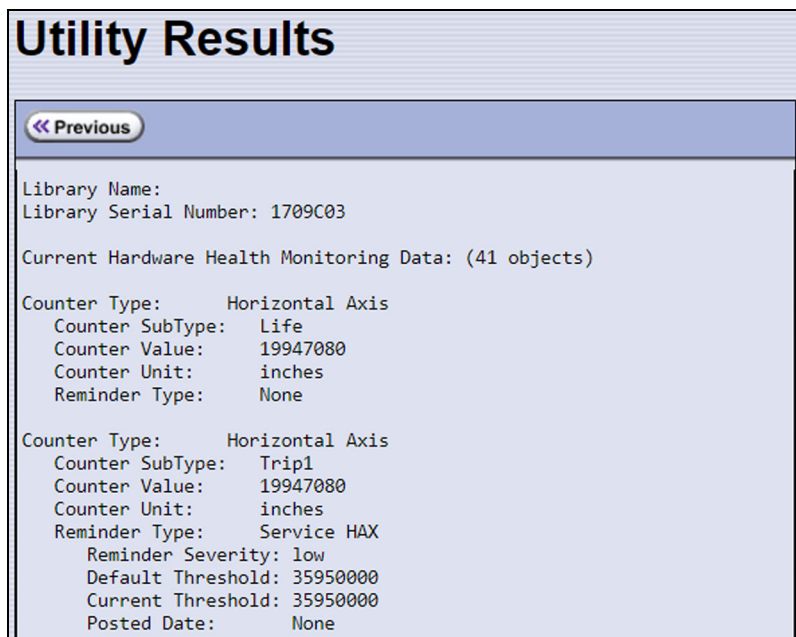 Utility Results
« Previous
Library Name:
Library Serial Number: 1709C03
Current Hardware Health Monitoring Data: (41 objects)
Counter Type: Horizontal Axis
Counter SubType: Life
Counter Value: 19947080
Counter Unit: inches
Reminder Type: None
Counter Type: Horizontal Axis
Counter SubType: Trip1
Counter Value: 19947080
Counter Unit: inches
Reminder Type: Service HAX
Reminder Severity: low
Default Threshold: 35950000
Current Threshold: 35950000
Posted Date: None